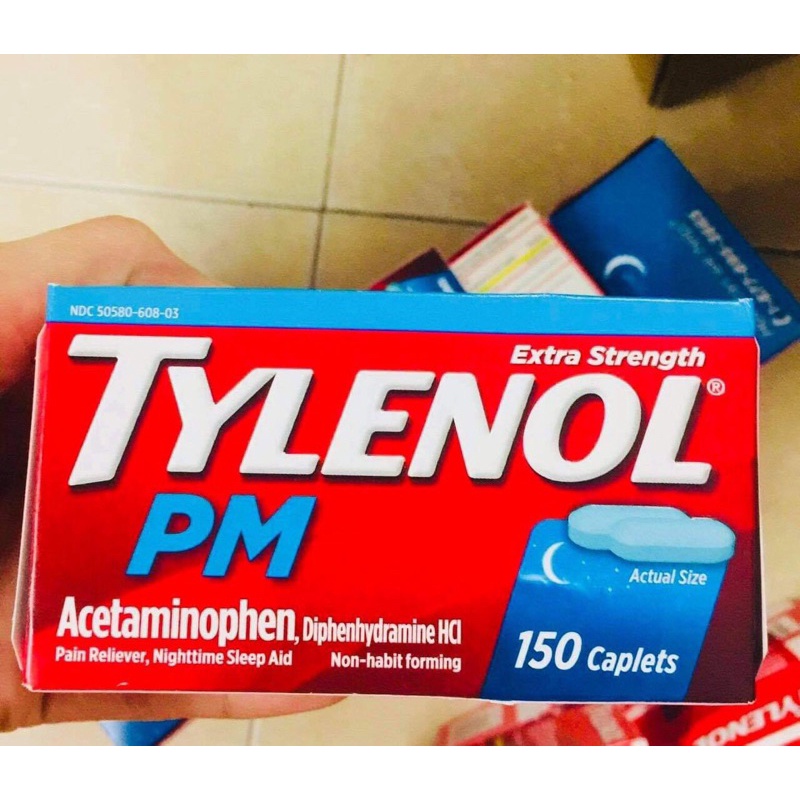 NDC 50580-608-03
Extra Strength
TYLENOL®
PM
Actual Size
Acetaminophen, Diphenhydramine HCl
Pain Reliever, Nighttime Sleep Aid Non-habit forming
150 Caplets
TYLENOL